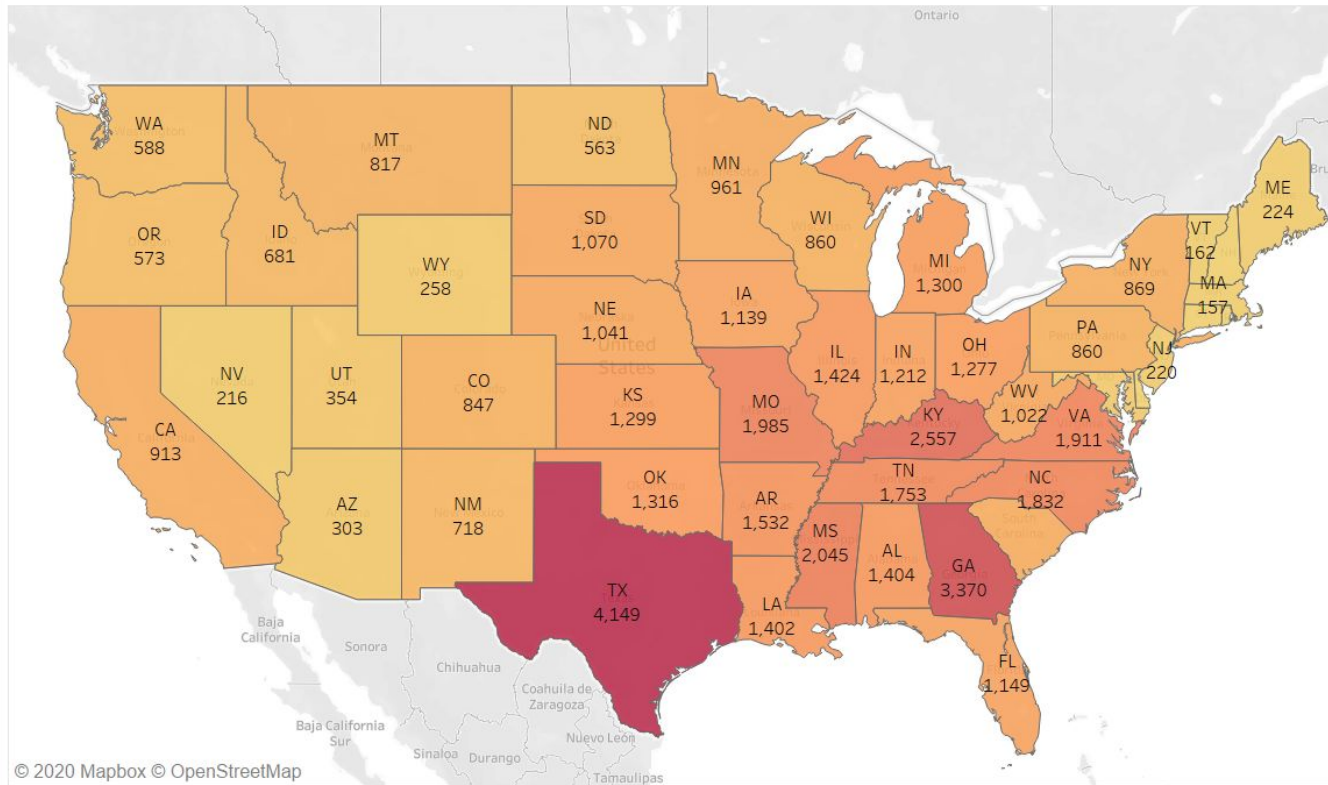 Ontario
WA
588
MT
817
ND
563
MN
961
ME
224
OR
573
ID
681
SD
1,070
WI
860
VT
162
WY
258
MI
1,300
NY
869
MA
157
IA
1,139
NE
1,041
United
States
PA
860
NJ
220
NV
216
UT
354
CO
847
IL
1,424
IN
1,212
OH
1,277
KS
1,299
MO
1,985
WV
1,022
VA
1,911
KY
2,557
CA
913
AZ
303
NM
718
OK
1,316
AR
1,532
TN
1,753
NC
1,832
South
Carolina
MS
2,045
AL
1,404
GA
3,370
TX
4,149
LA
1,402
FL
1,149
Baja
California
Sonora
Chihuahua
Coahuila de
Zaragoza
Baja California
Sur
Nuevo León
Sinaloa
Durango
Tamaulipas
© 2020 Mapbox © OpenStreetMap